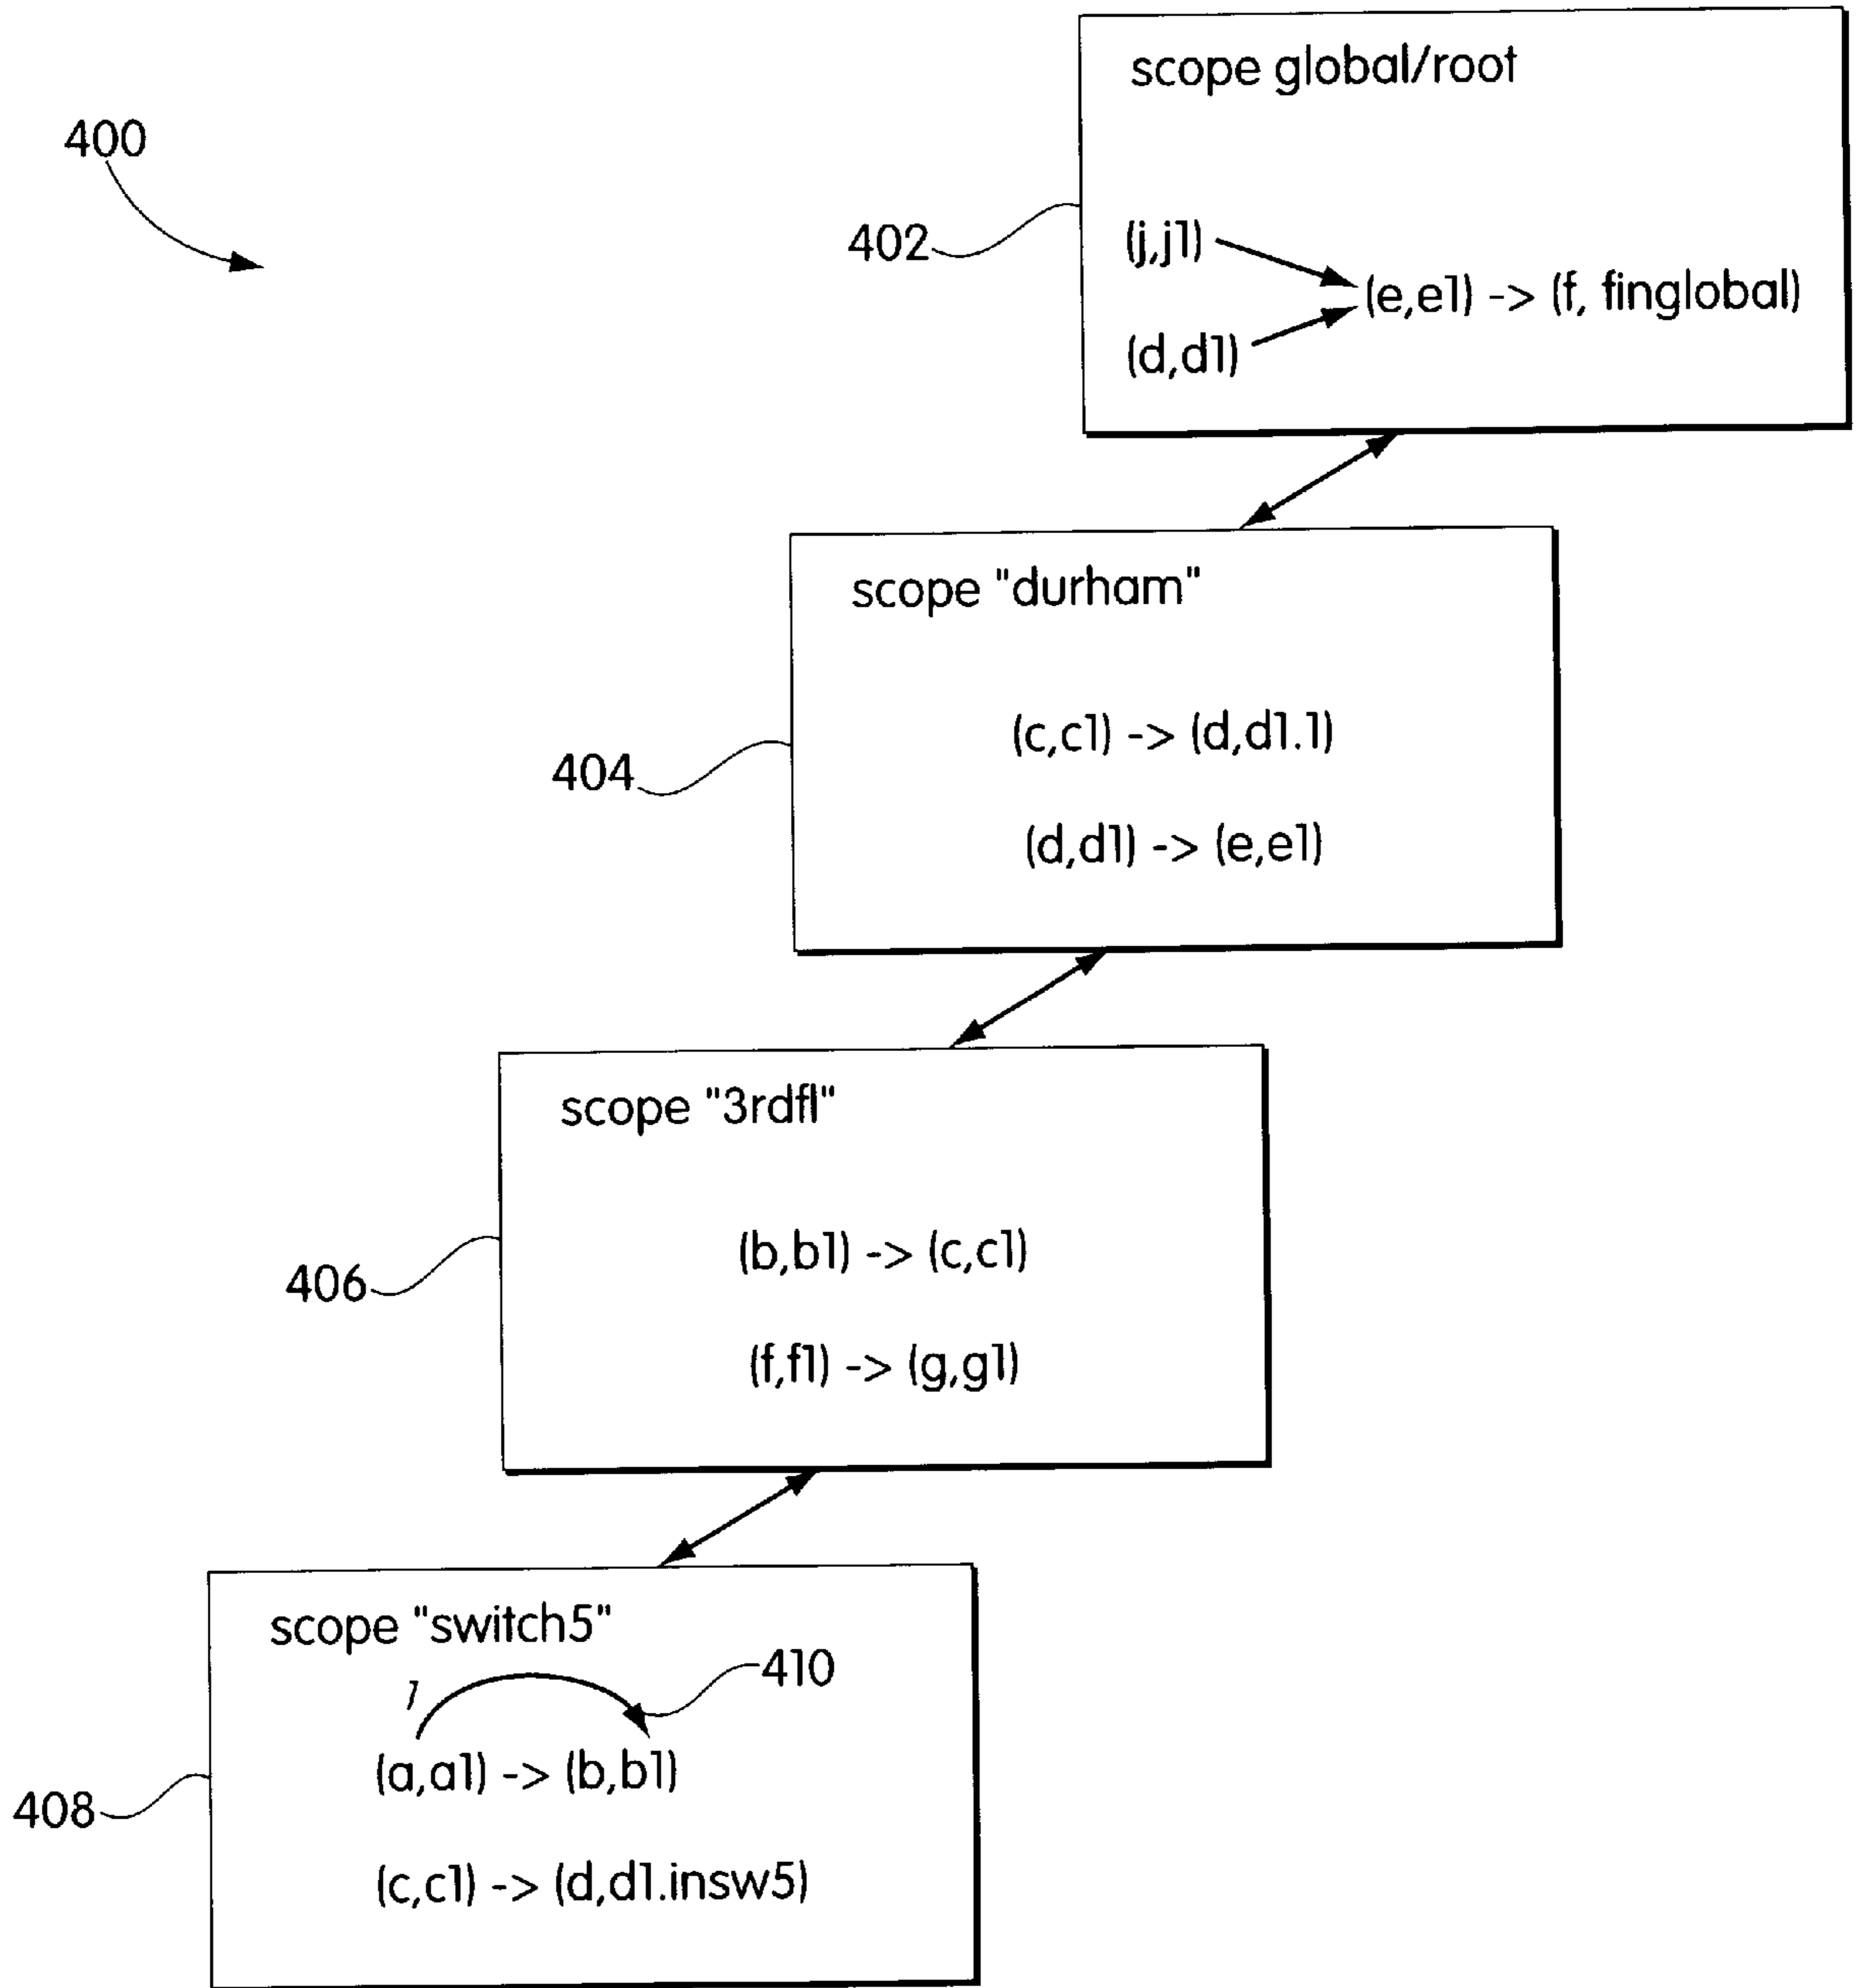 scope global/root
400
402
(j,j1)
(e,e1) -> (f, finglobal)
(d,d1)
scope "durham"
(c,c1) -> (d,d1.1)
404
(d,d1) -> (e,e1)
scope "3rdfl"
(b,b1) -> (c,c1)
406
(f,f1) -> (g,g1)
scope "switch5"
410
1
(a,a1) -> (b,b1)
408
(c,c1) -> (d,d1.insw5)